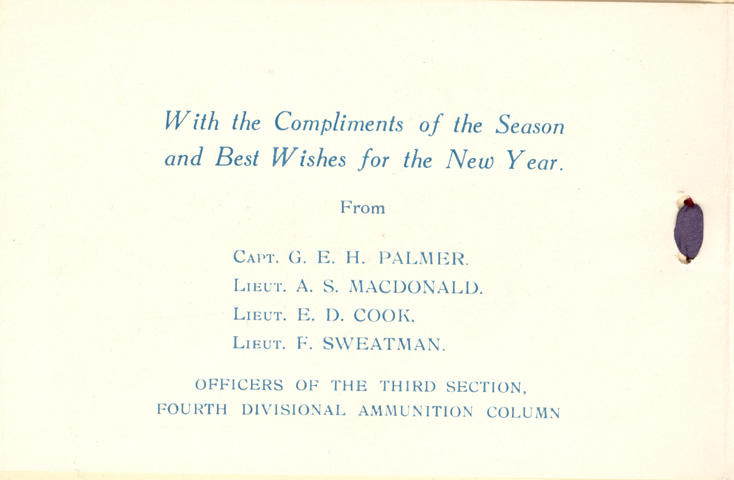 With the Compliments of the Season
and Best Wishes for the New Year.
From
CAPT. G. E. H. PALMER.
LIEUT. A. S. MACDONALD.
LIEUT. E. D. COOK.
LIEUT. F. SWEATMAN.
OFFICERS OF THE THIRD SECTION,
FOURTH DIVISIONAL AMMUNITION COLUMN